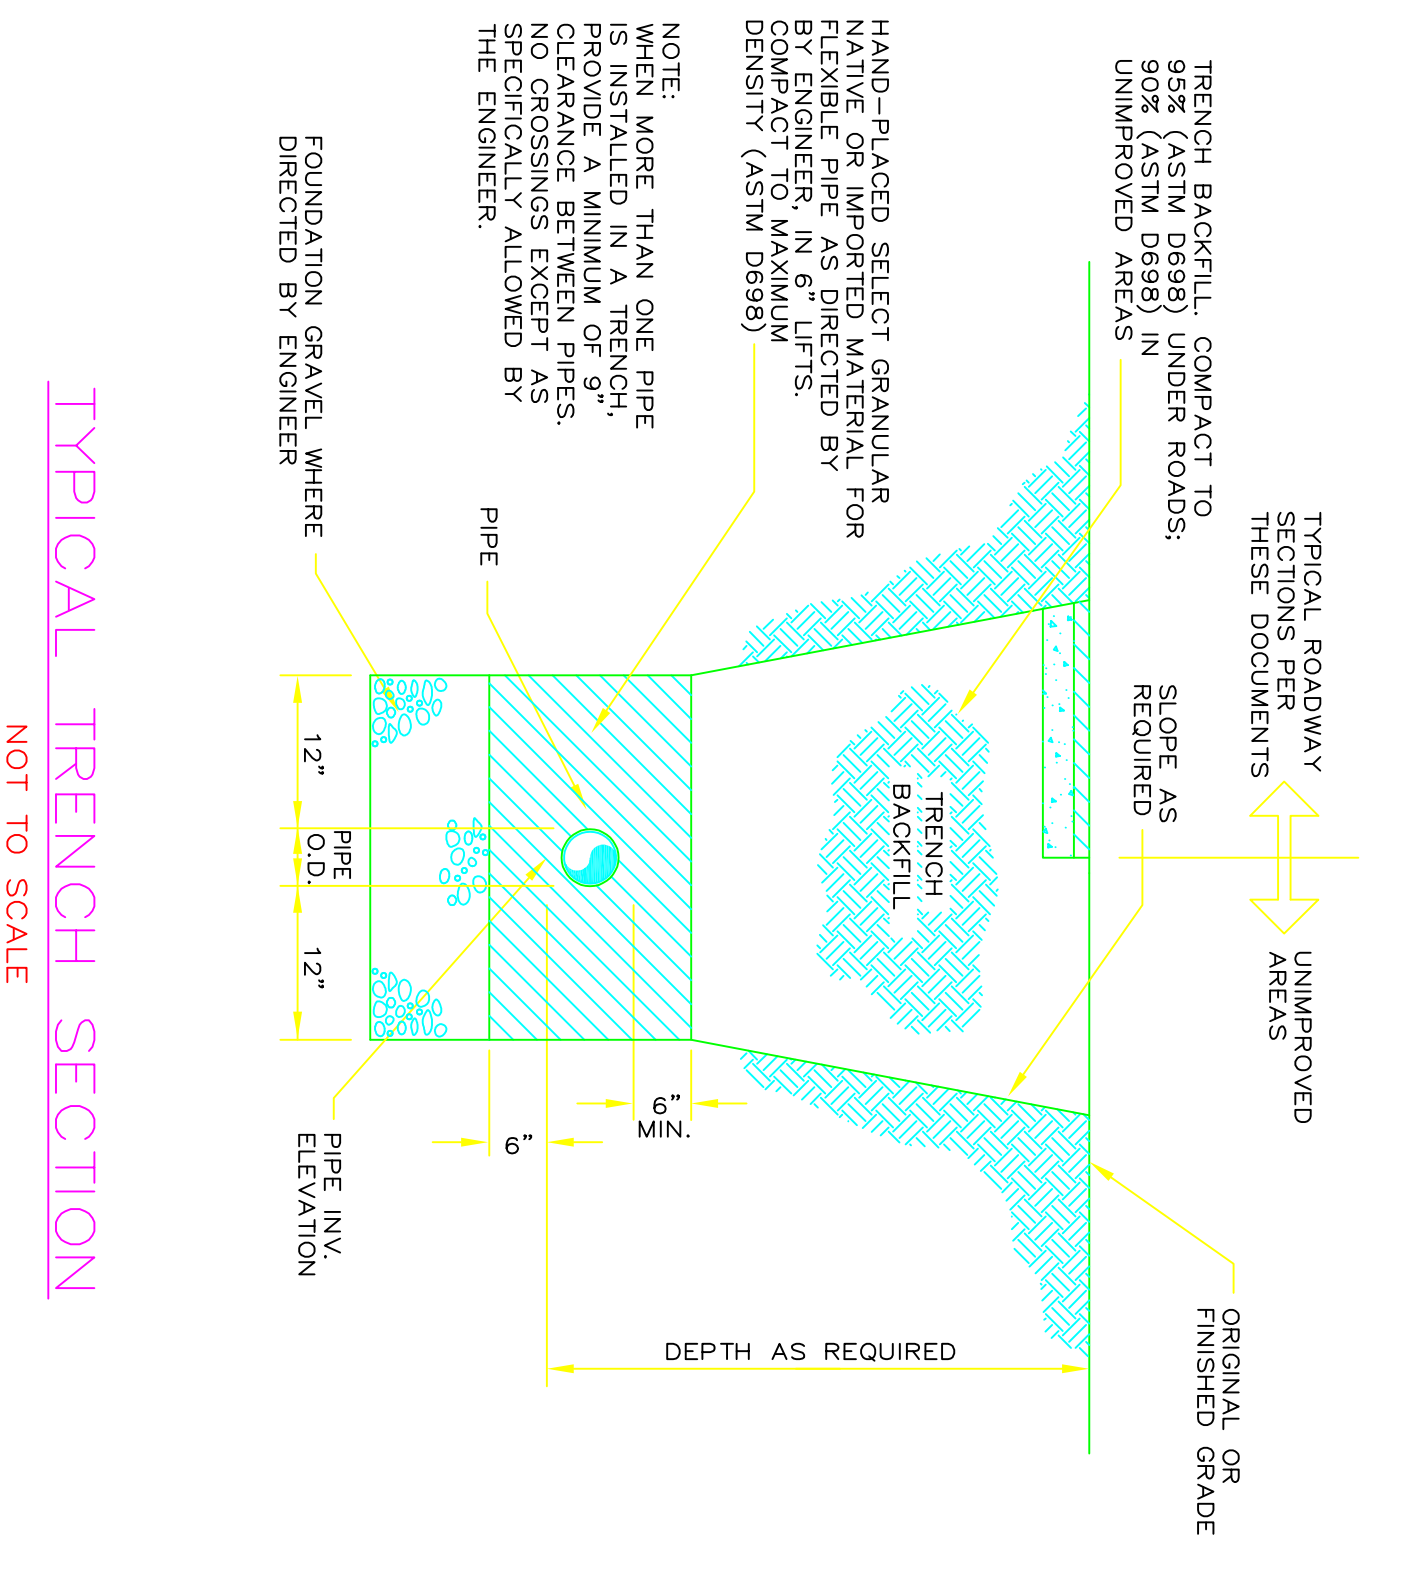 TYPICAL ROADWAY
SECTIONS PER
THESE DOCUMENTS
UNIMPROVED
AREAS
ORIGINAL OR
FINISHED GRADE
TRENCH BACKFILL. COMPACT TO
95% (ASTM D698) UNDER ROADS;
90% (ASTM D698) IN
UNIMPROVED AREAS
SLOPE AS
REQUIRED
HAND-PLACED SELECT GRANULAR
NATIVE OR IMPORTED MATERIAL FOR
FLEXIBLE PIPE AS DIRECTED BY
BY ENGINEER, IN 6" LIFTS.
COMPACT TO MAXIMUM
DENSITY (ASTM D698)
TRENCH
BACKFILL
DEPTH AS REQUIRED
NOTE:
WHEN MORE THAN ONE PIPE
IS INSTALLED IN A TRENCH,
PROVIDE A MINIMUM OF 9"
CLEARANCE BETWEEN PIPES.
NO CROSSINGS EXCEPT AS
SPECIFICALLY ALLOWED BY
THE ENGINEER.
6"
MIN.
6"
PIPE
FOUNDATION GRAVEL WHERE
DIRECTED BY ENGINEER
12"
PIPE
O.D.
12"
PIPE INV.
ELEVATION
TYPICAL TRENCH SECTION
NOT TO SCALE